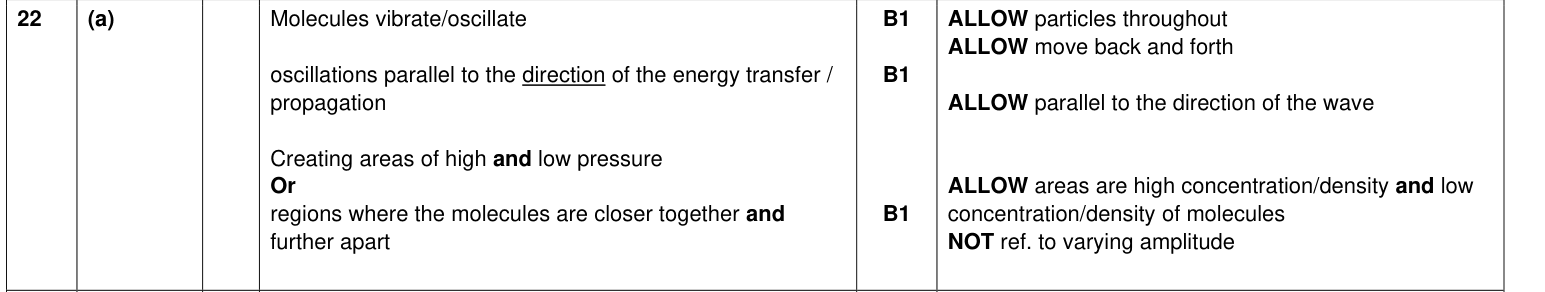 22 (a) Molecules vibrate/oscillate B1 ALLOW particles throughout
ALLOW move back and forth
oscillations parallel to the direction of the energy transfer / B1
propagation ALLOW parallel to the direction of the wave
Creating areas of high and low pressure
Or ALLOW areas are high concentration/density and low
regions where the molecules are closer together and B1 concentration/density of molecules
further apart NOT ref. to varying amplitude